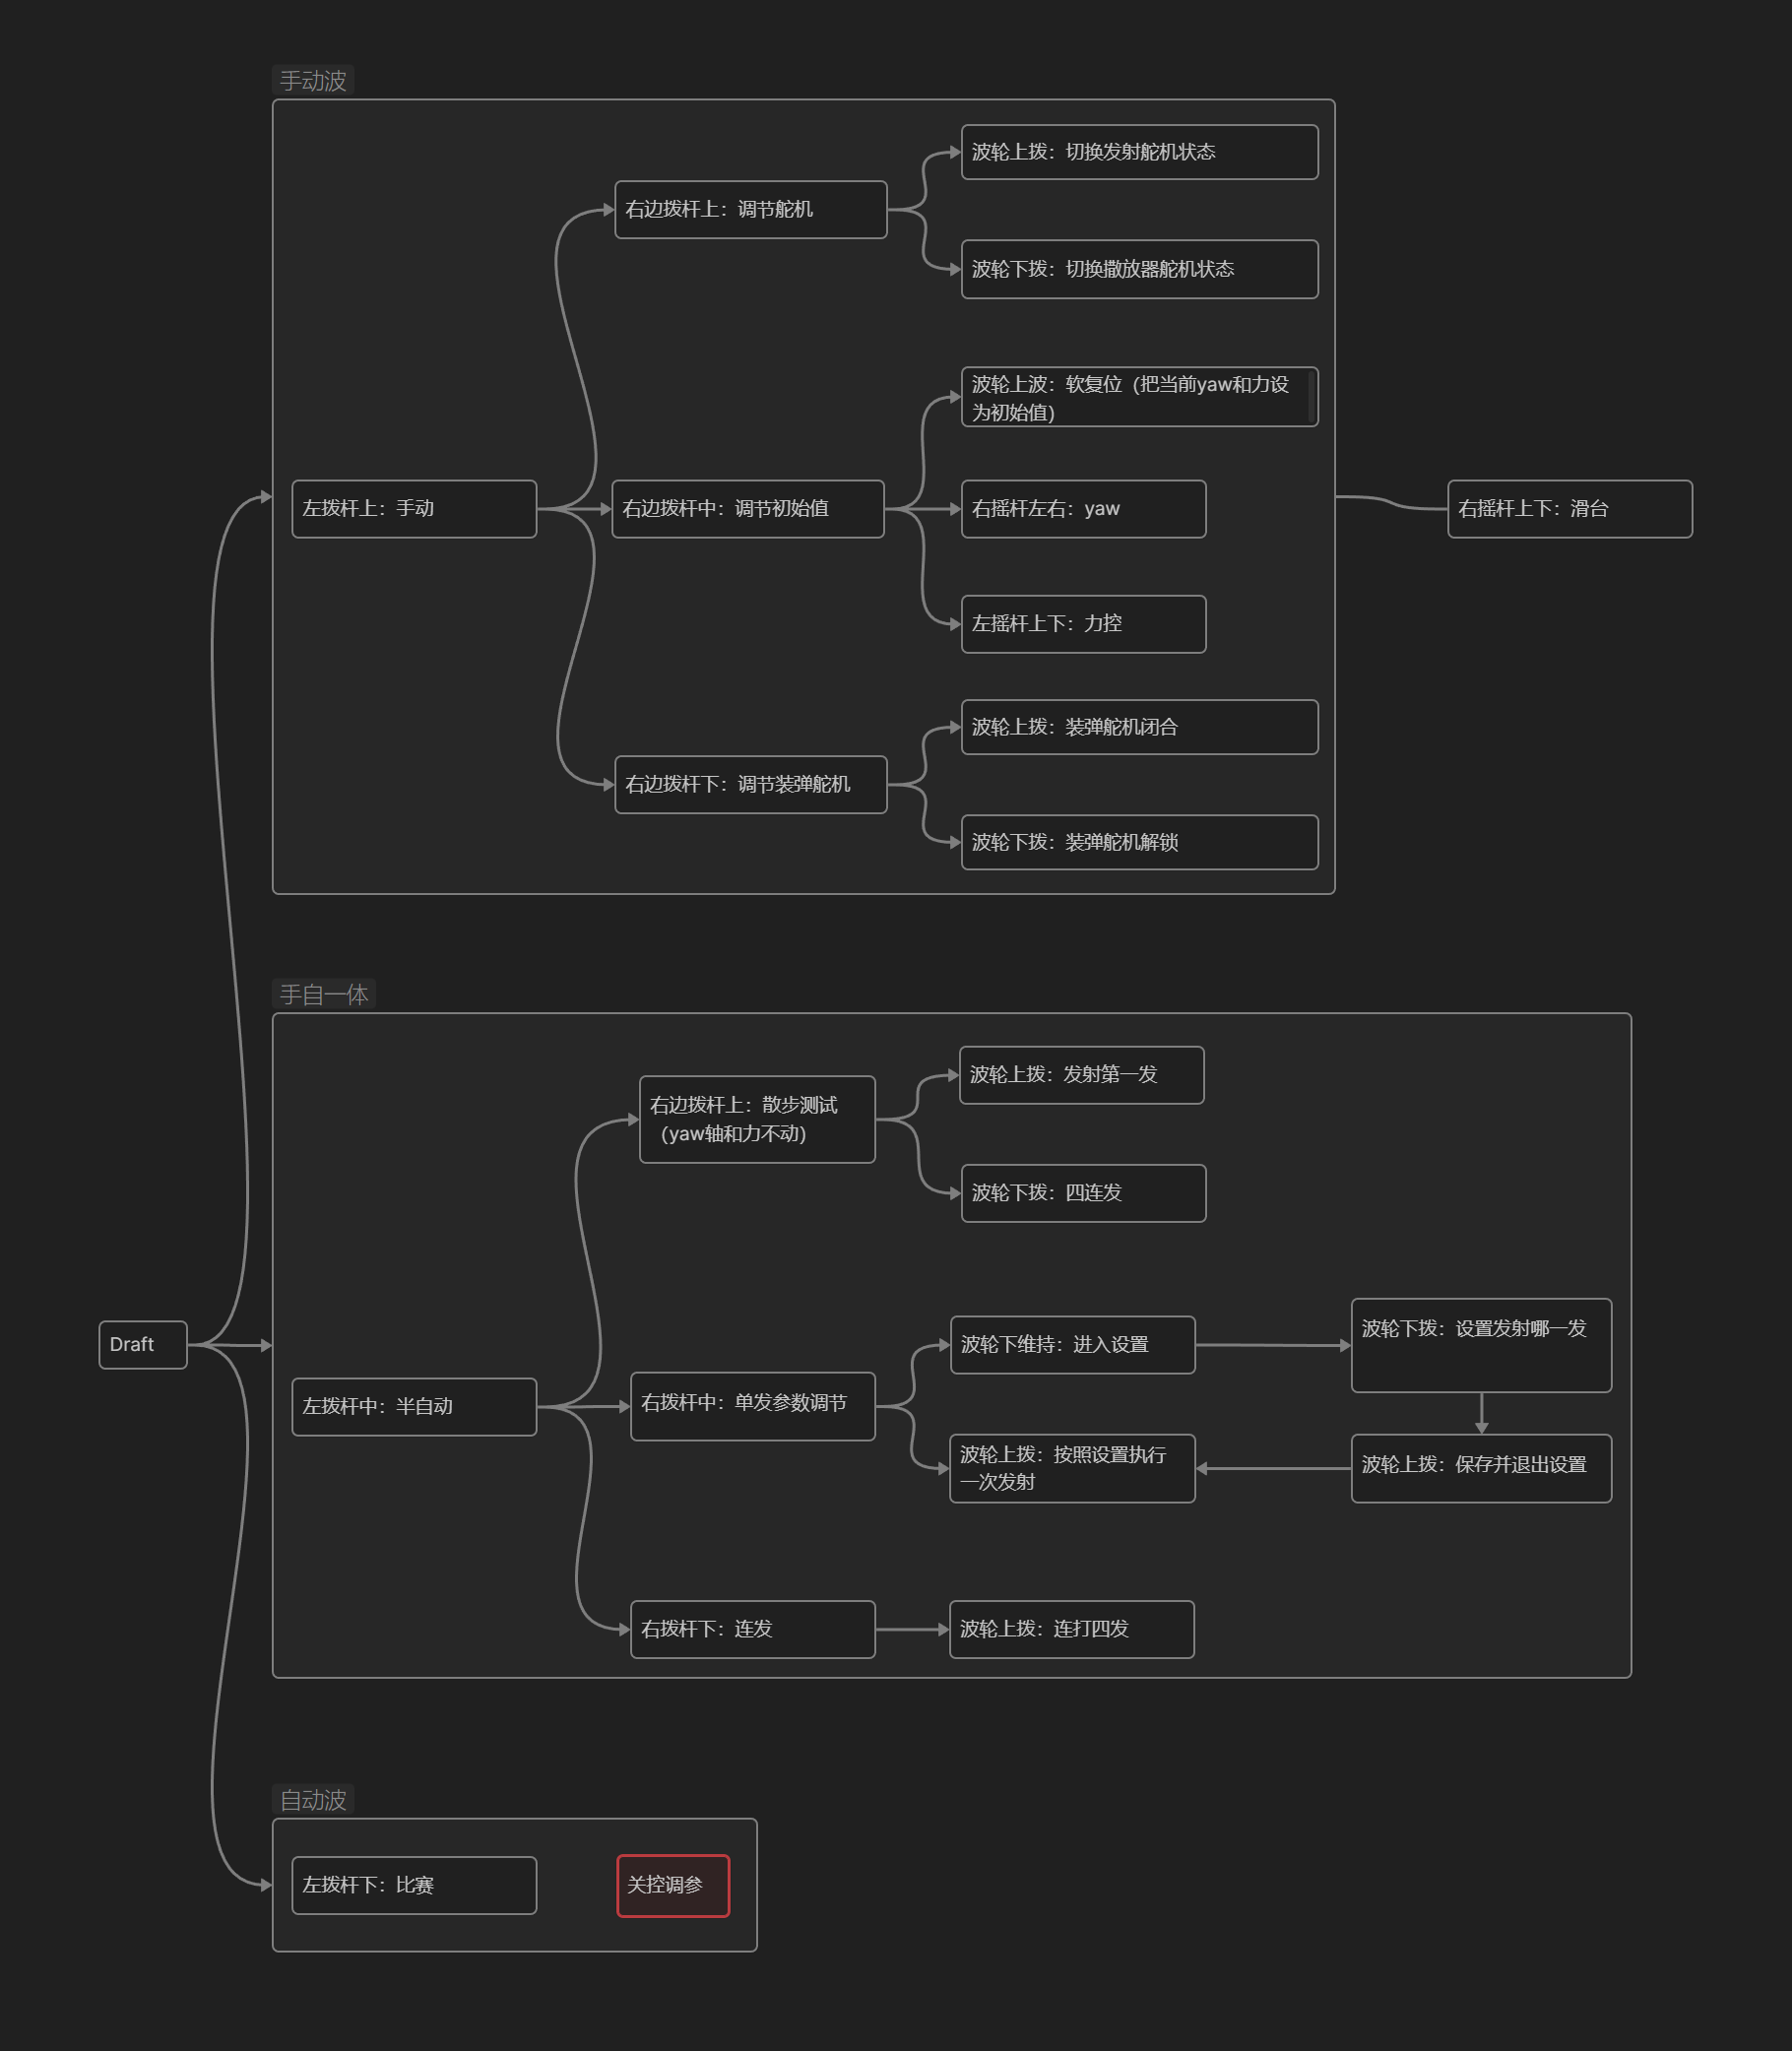 手动波
波轮上拨：切换发射舵机状态
右边拨杆上：调节舵机
波轮下拨：切换撒放器舵机状态
波轮上波：软复位（把当前yaw和力设
为初始值）
左拨杆上：手动
右边拨杆中：调节初始值
右摇杆左右：yaw
右摇杆上下：滑台
左摇杆上下：力控
波轮上拨：装弹舵机闭合
右边拨杆下：调节装弹舵机
波轮下拨：装弹舵机解锁
手自一体
波轮上拨：发射第一发
右边拨杆上：散步测试
（yaw轴和力不动）
波轮下拨：四连发
Draft
波轮下维持：进入设置
波轮下拨：设置发射哪一发
左拨杆中：半自动
右拨杆中：单发参数调节
波轮上拨：按照设置执行
一次发射
波轮上拨：保存并退出设置
右拨杆下：连发
波轮上拨：连打四发
自动波
左拨杆下：比赛
关控调参